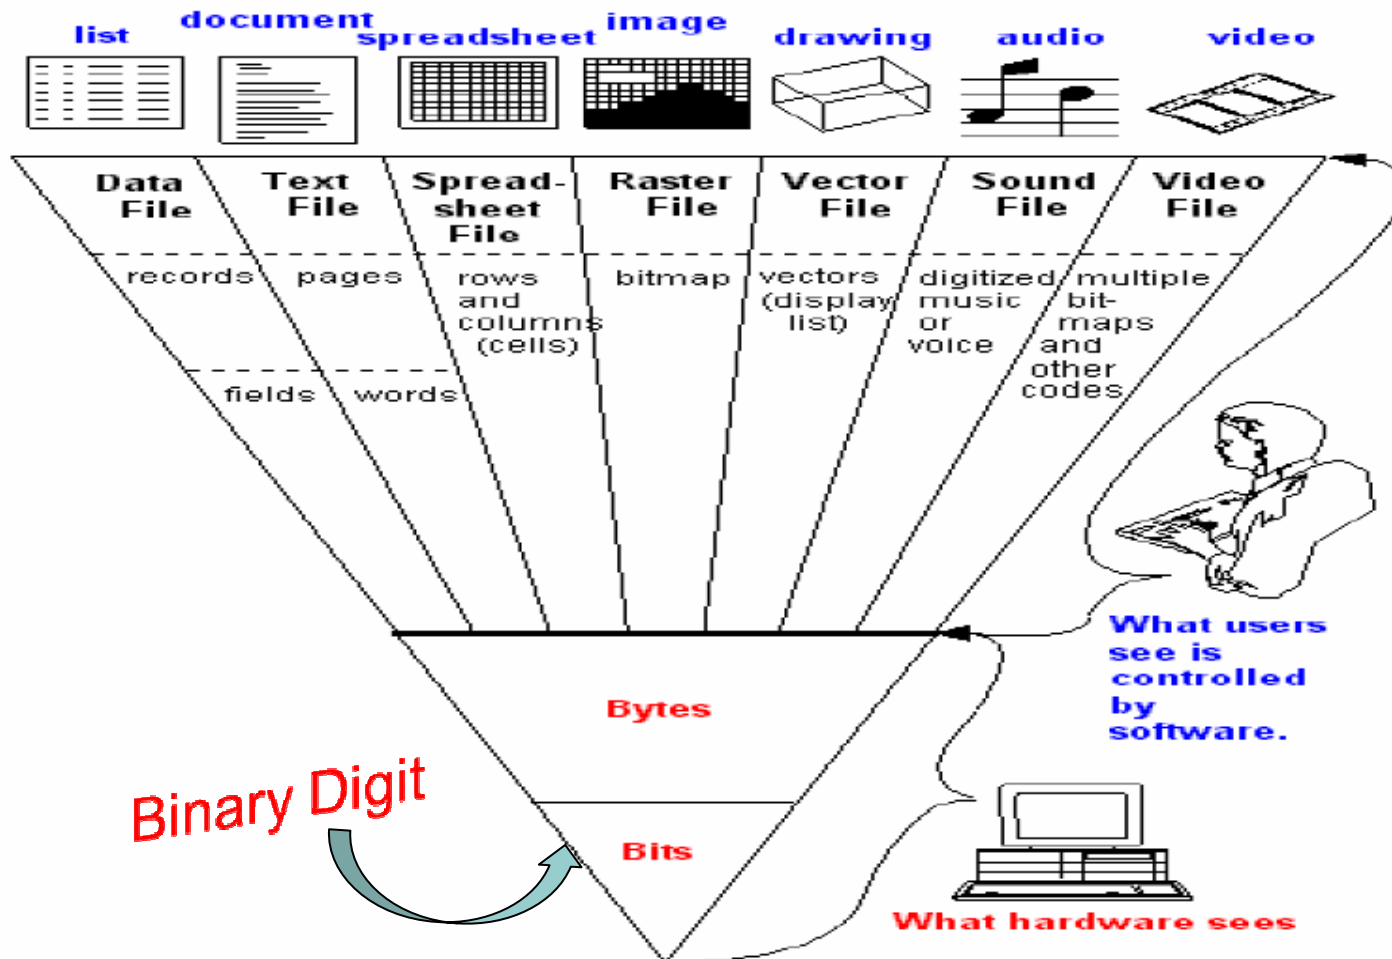 list
document
spreadsheet
image
drawing
audio
video
Data
File
Text
File
Spread-
sheet
File
Raster
File
Vector
File
Sound
File
Video
File
records
fields
pages
words
rows
and
columns
(cells)
bitmap
vectors
(display
list)
digitized
music
or
voice
multiple
bit-
maps
and
other
codes
What users
see is
controlled
by
software.
Bytes
Binary Digit
Bits
What hardware sees